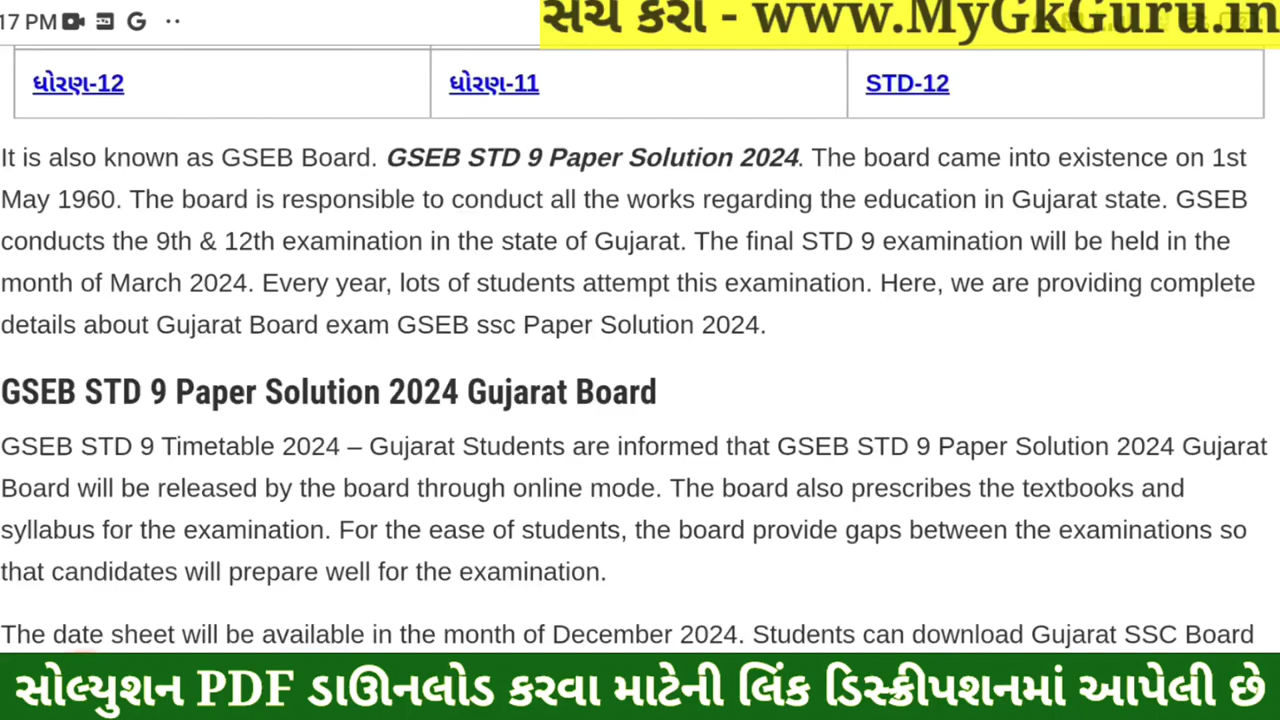 17 PM
સર્ચ કરો - www.MyGkGuru.in
ધોરણ-12 ધોરણ-11 STD-12
It is also known as GSEB Board. GSEB STD 9 Paper Solution 2024. The board came into existence on 1st
May 1960. The board is responsible to conduct all the works regarding the education in Gujarat state. GSEB
conducts the 9th & 12th examination in the state of Gujarat. The final STD 9 examination will be held in the
month of March 2024. Every year, lots of students attempt this examination. Here, we are providing complete
details about Gujarat Board exam GSEB ssc Paper Solution 2024.
GSEB STD 9 Paper Solution 2024 Gujarat Board
GSEB STD 9 Timetable 2024 – Gujarat Students are informed that GSEB STD 9 Paper Solution 2024 Gujarat
Board will be released by the board through online mode. The board also prescribes the textbooks and
syllabus for the examination. For the ease of students, the board provide gaps between the examinations so
that candidates will prepare well for the examination.
The date sheet will be available in the month of December 2024. Students can download Gujarat SSC Board
સોલ્યુશન PDF ડાઊનલોડ કરવા માટેની લિંક ડિસ્ક્રીપશનમાં આપેલી છે